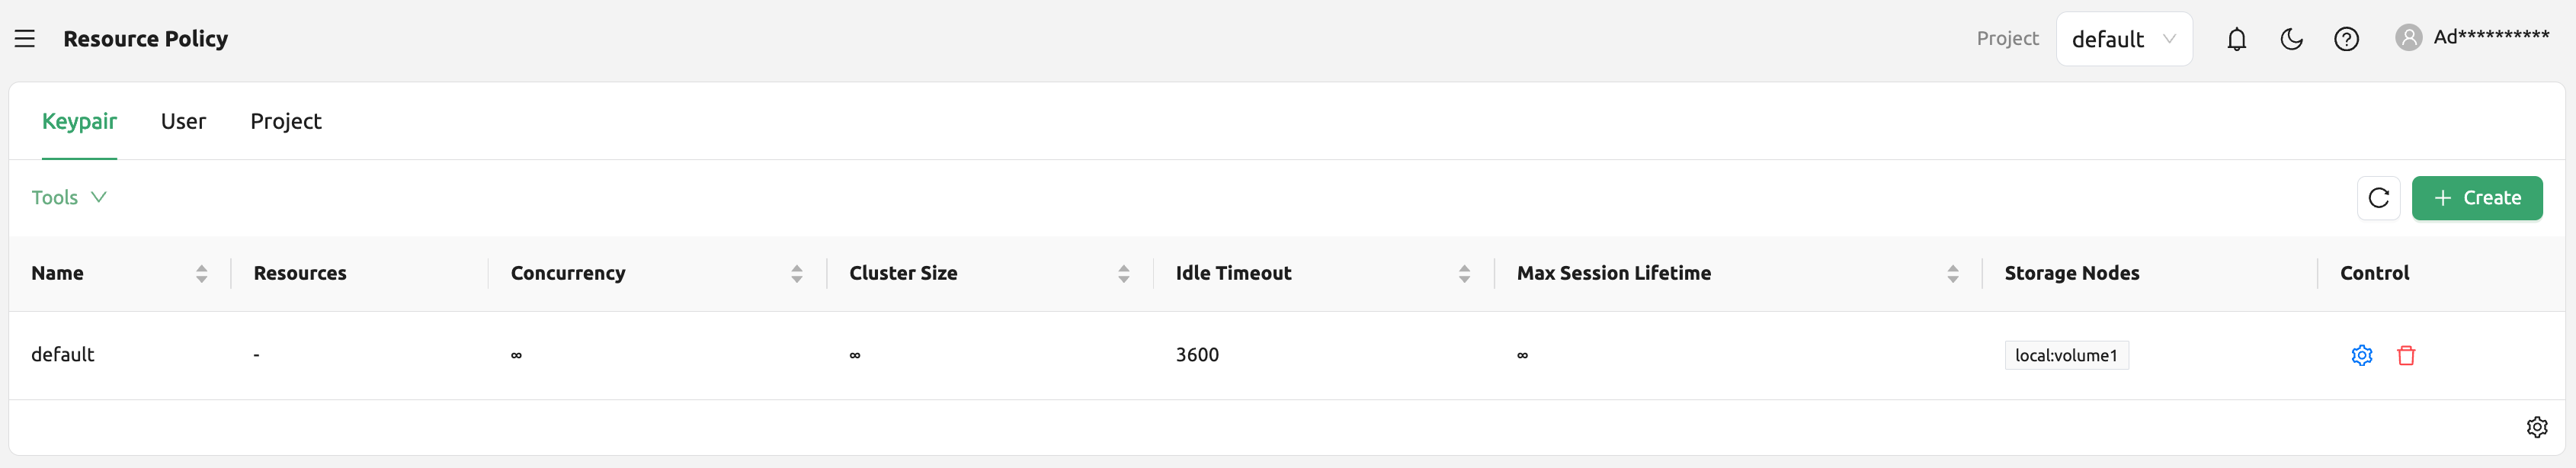 Resource Policy Project default Ad**********
Keypair User Project
Tools Create
Name Resources Concurrency Cluster Size Idle Timeout Max Session Lifetime Storage Nodes Control
default - ∞ ∞ 3600 ∞ local:volume1